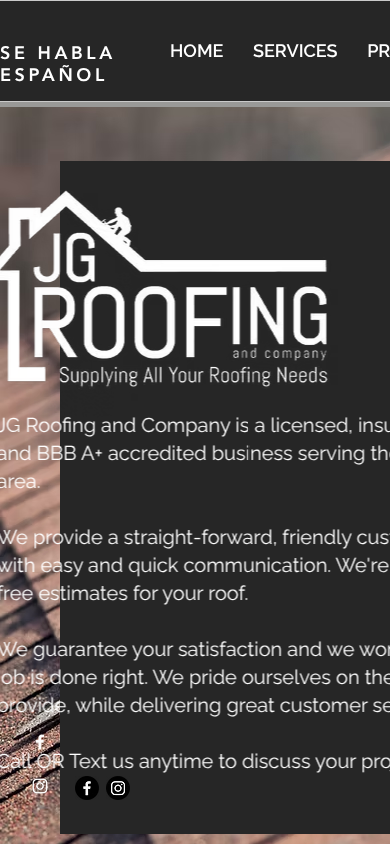 SE HABLA
ESPAÑOL
HOME SERVICES PR
JG
ROOFING
and company
Supplying All Your Roofing Needs
JG Roofing and Company is a licensed, insu
and BBB A+ accredited business serving the
area.
We provide a straight-forward, friendly cus
with easy and quick communication. We're
free estimates for your roof.
We guarantee your satisfaction and we wor
job is done right. We pride ourselves on the
provide, while delivering great customer se
Call OR Text us anytime to discuss your pro